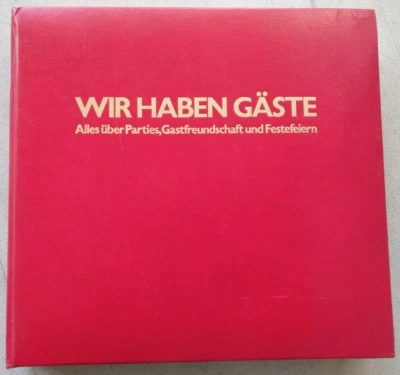 WIR HABEN GÄSTE
Alles über Parties, Gastfreundschaft und Festefeiern